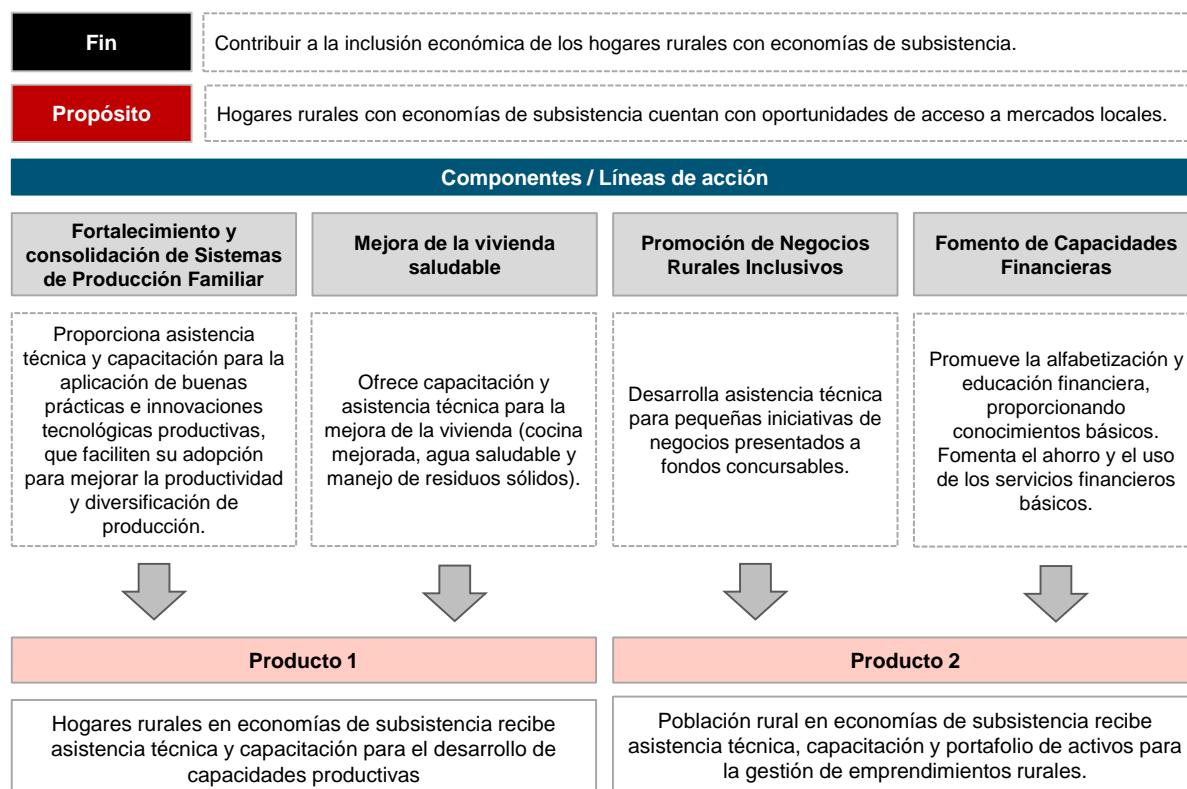 Fin
Contribuir a la inclusión económica de los hogares rurales con economías de subsistencia.
Propósito
Hogares rurales con economías de subsistencia cuentan con oportunidades de acceso a mercados locales.
Componentes / Líneas de acción
Fortalecimiento y
consolidación de Sistemas
de Producción Familiar
Mejora de la vivienda
saludable
Promoción de Negocios
Rurales Inclusivos
Fomento de Capacidades
Financieras
Proporciona asistencia
técnica y capacitación para la
aplicación de buenas
prácticas e innovaciones
tecnológicas productivas,
que faciliten su adopción
para mejorar la productividad
y diversificación de
producción.
Ofrece capacitación y
asistencia técnica para la
mejora de la vivienda (cocina
mejorada, agua saludable y
manejo de residuos sólidos).
Desarrolla asistencia técnica
para pequeñas iniciativas de
negocios presentados a
fondos concursables.
Promueve la alfabetización y
educación financiera,
proporcionando
conocimientos básicos.
Fomenta el ahorro y el uso
de los servicios financieros
básicos.
Producto 1
Hogares rurales en economías de subsistencia recibe
asistencia técnica y capacitación para el desarrollo de
capacidades productivas
Producto 2
Población rural en economías de subsistencia recibe
asistencia técnica, capacitación y portafolio de activos para
la gestión de emprendimientos rurales.